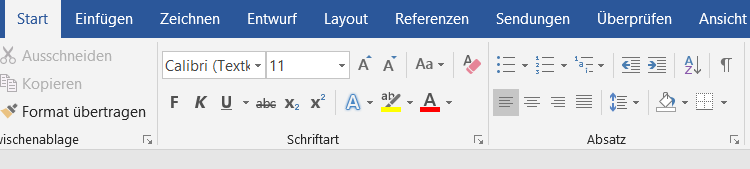 Start Einfügen Zeichnen Entwurf Layout Referenzen Sendungen Überprüfen Ansicht
Ausschneiden
Kopieren
Format übertragen
Calibri (Textk 11 A A Aa A
F K U abc x₂ x² A ab A
A Z ¶
wischenablage Schriftart Absatz